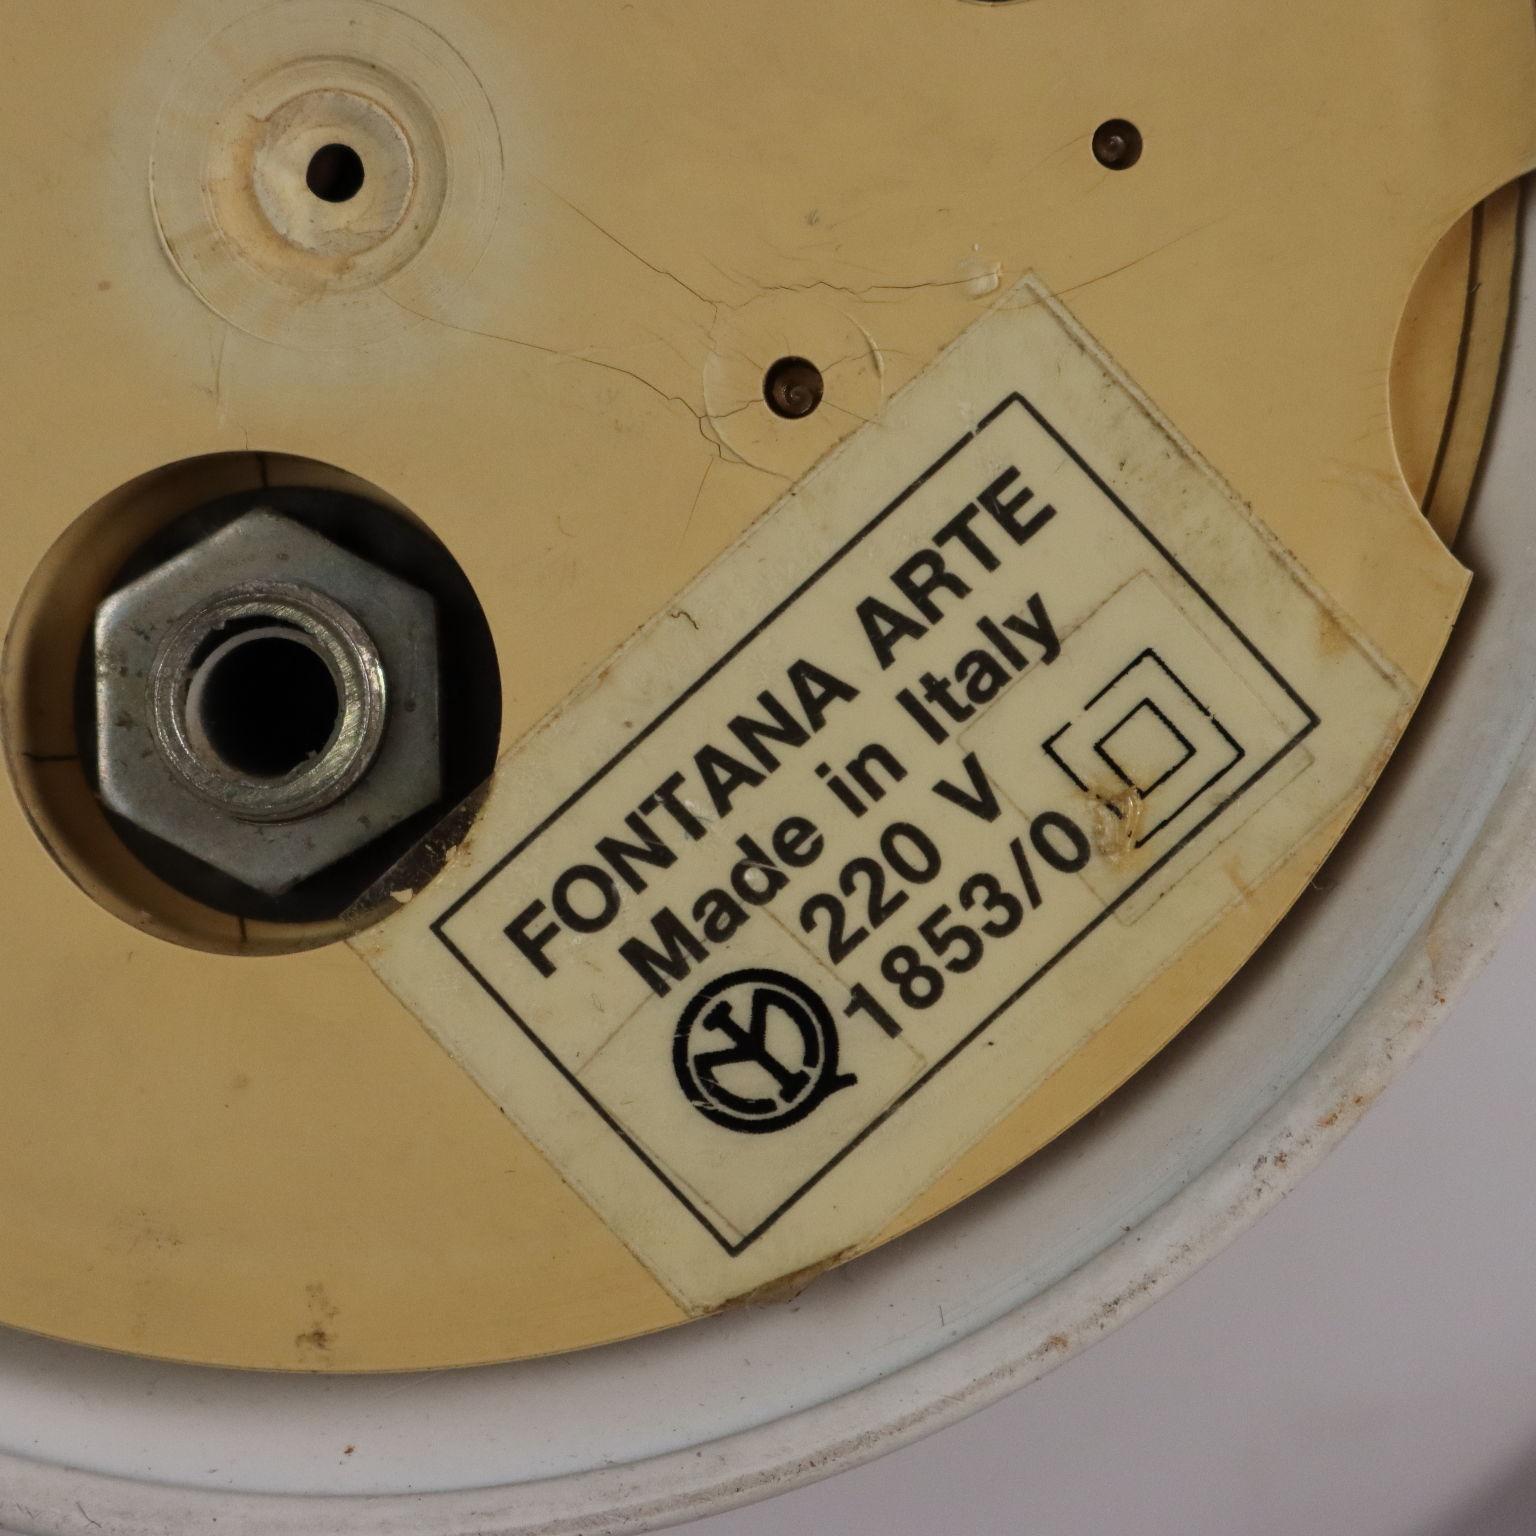 FONTANA ARTE
Made in Italy
220 V
1853/0